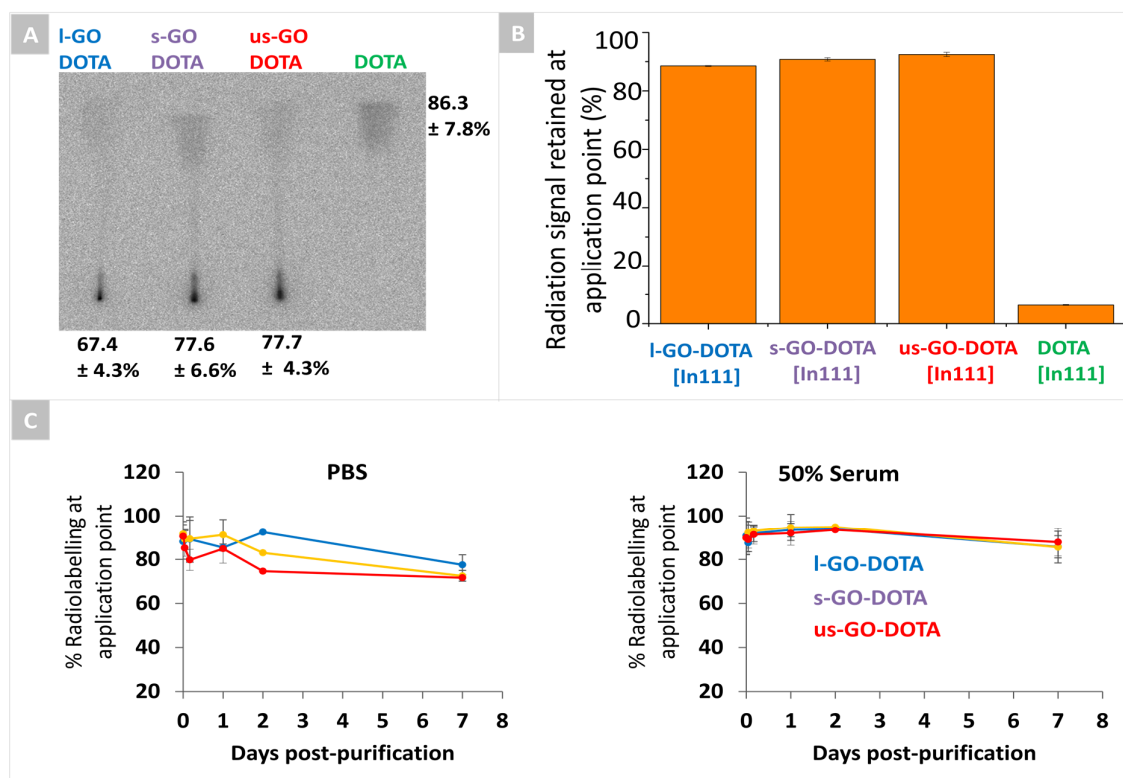 A
l-GO s-GO us-GO
DOTA DOTA DOTA DOTA
86.3
± 7.8%
67.4 77.6 77.7
± 4.3% ± 6.6% ± 4.3%
B
Radiation signal retained at
application point (%)
100
80
60
40
20
0
l-GO-DOTA s-GO-DOTA us-GO-DOTA DOTA
[In111] [In111] [In111] [In111]
C
PBS
% Radiolabelling at
application point
120
100
80
60
40
20
0 1 2 3 4 5 6 7 8
Days post-purification
50% Serum
% Radiolabelling at
application point
120
100
80
60
40
20
l-GO-DOTA
s-GO-DOTA
us-GO-DOTA
0 1 2 3 4 5 6 7 8
Days post-purification